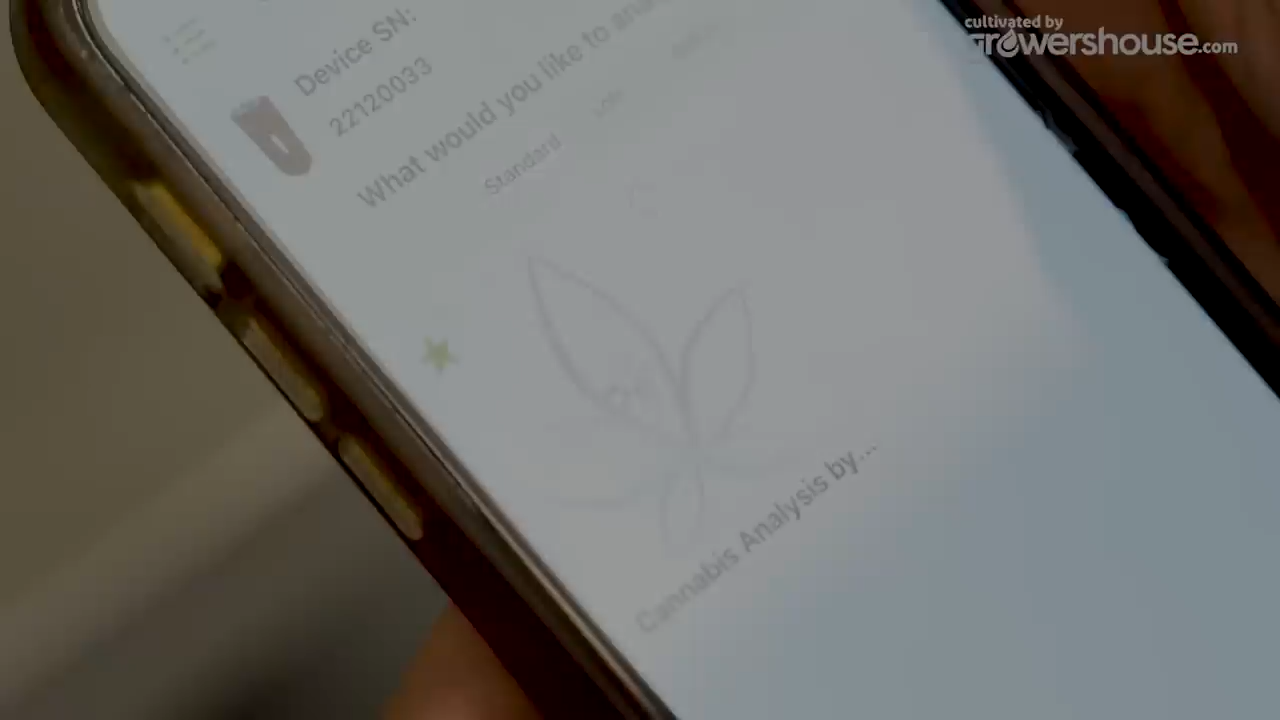 cultivated by
growershouse.com
Device SN:
22120033
What would you like to
Standard
Cannabis Analysis by...